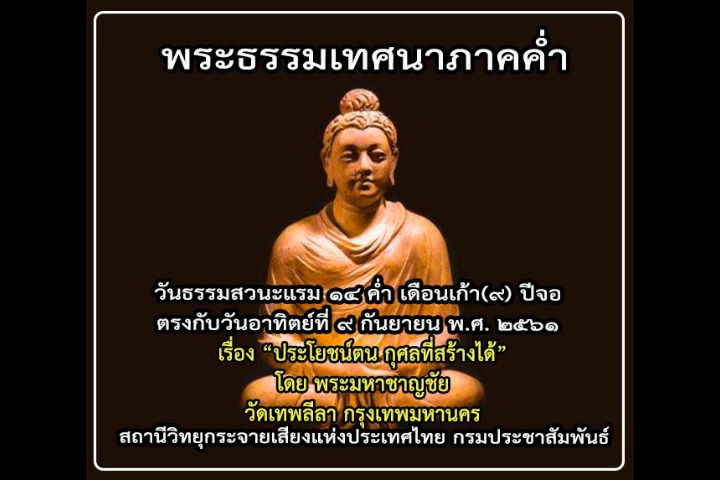 พระธรรมเทศนาภาคค่ำ
วันธรรมสวนะแรม ๑๔ ค่ำ เดือนเก้า(๙) ปีจอ
ตรงกับวันอาทิตย์ที่ ๙ กันยายน พ.ศ. ๒๕๖๑
เรื่อง “ประโยชน์ตน กุศลที่สร้างได้”
โดย พระมหาชาญชัย
วัดเทพลีลา กรุงเทพมหานคร
สถานีวิทยุกระจายเสียงแห่งประเทศไทย กรมประชาสัมพันธ์